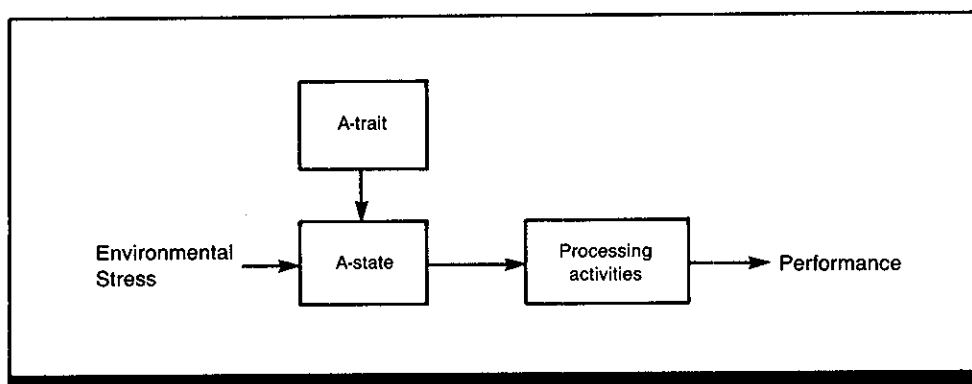 A-trait
Environmental
Stress
A-state
Processing
activities
Performance